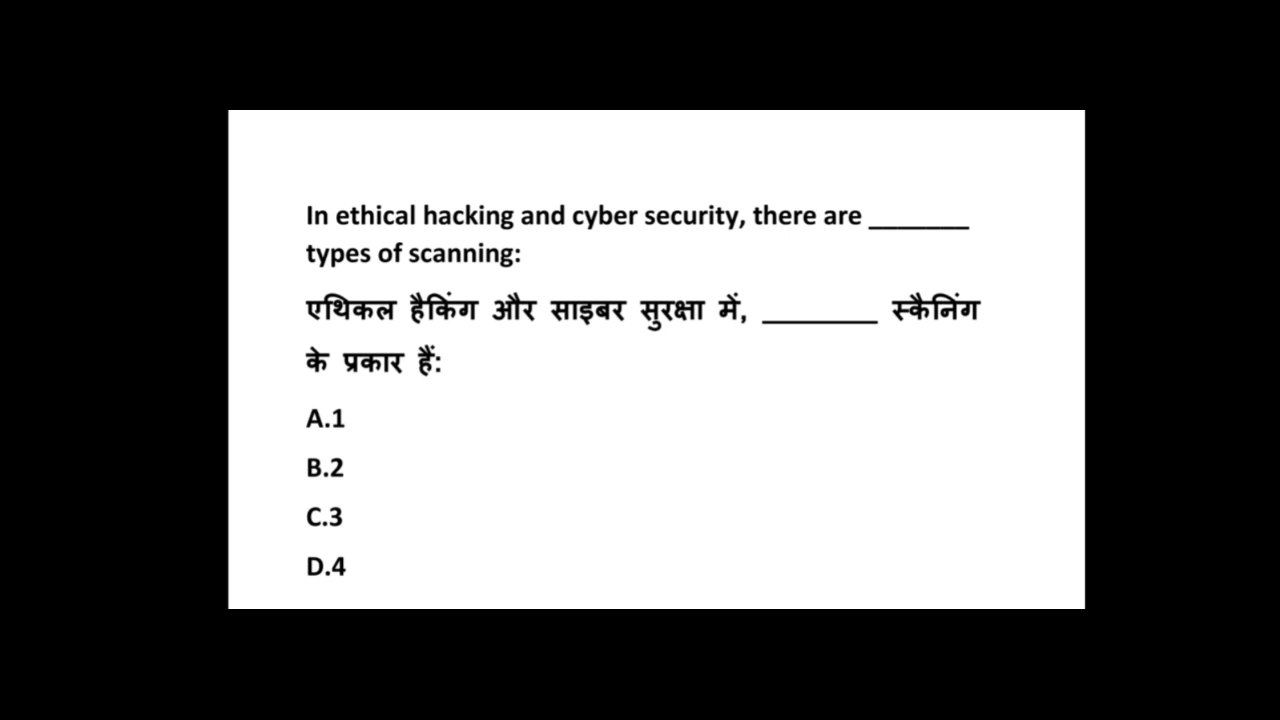 In ethical hacking and cyber security, there are _______
types of scanning:
एथिकल हैकिंग और साइबर सुरक्षा में, ________ स्कैनिंग
के प्रकार हैं:
A.1
B.2
C.3
D.4